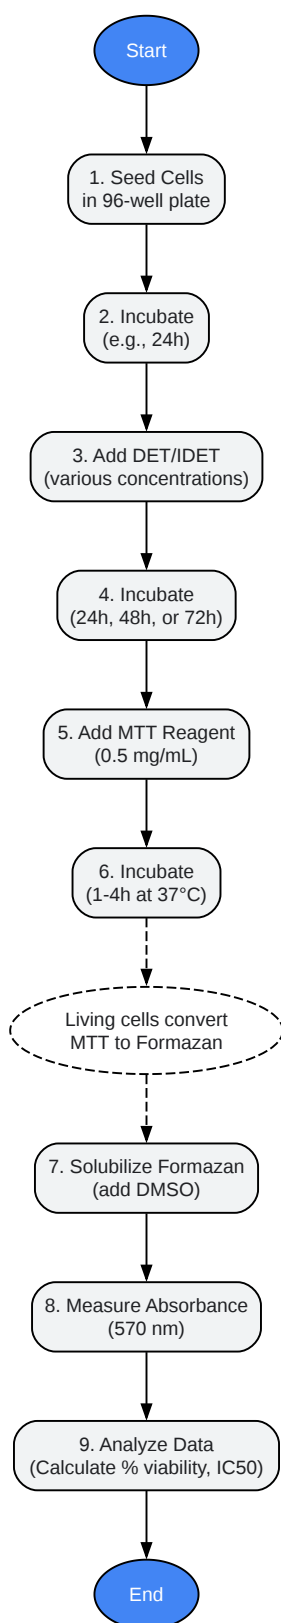 Start
1. Seed Cells
in 96-well plate
2. Incubate
(e.g., 24h)
3. Add DET/IDET
(various concentrations)
4. Incubate
(24h, 48h, or 72h)
5. Add MTT Reagent
(0.5 mg/mL)
6. Incubate
(1-4h at 37°C)
Living cells convert
MTT to Formazan
7. Solubilize Formazan
(add DMSO)
8. Measure Absorbance
(570 nm)
9. Analyze Data
(Calculate % viability, IC50)
End